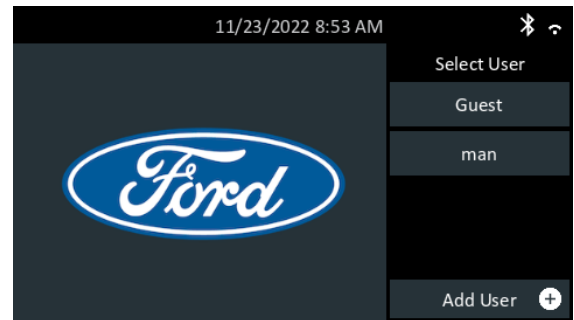 11/23/2022 8:53 AM
Select User
Guest
man
Ford
Add User